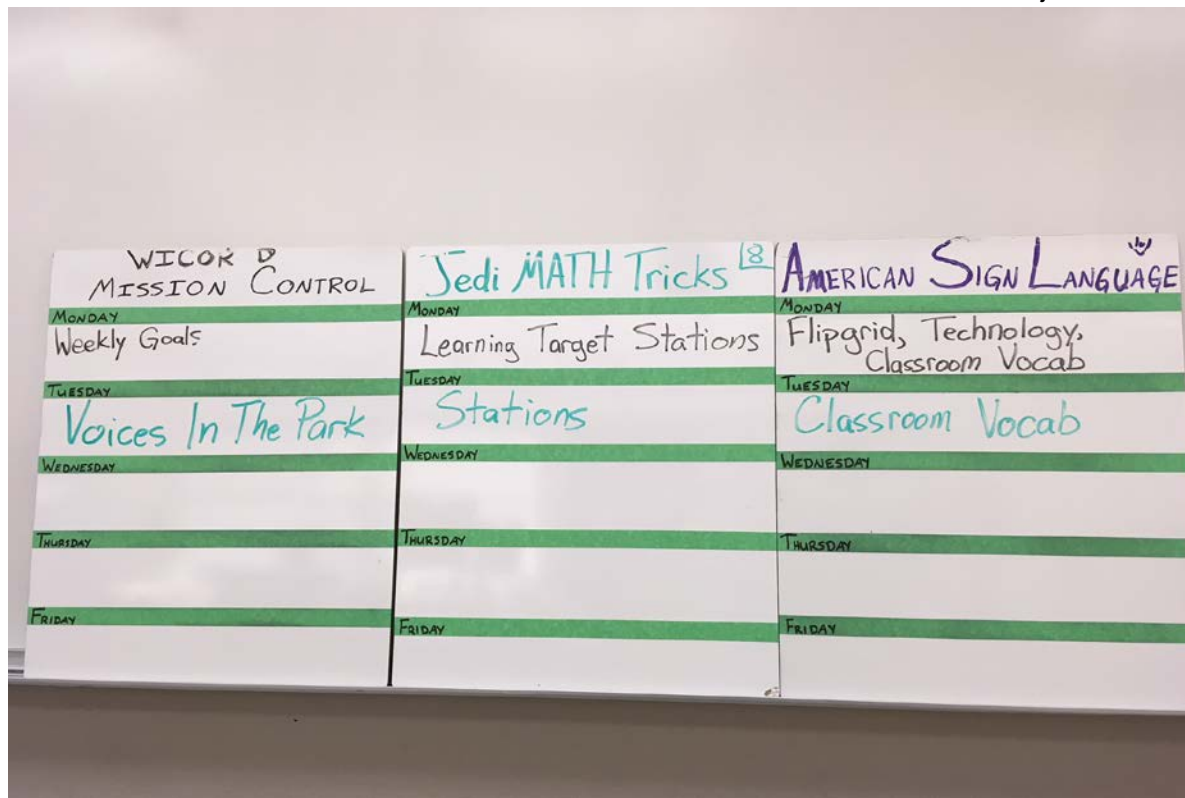 WICOR D
MISSION CONTROL
MONDAY
Weekly Goals
TUESDAY
Voices In The Park
WEDNESDAY
THURSDAY
FRIDAY
Jedi MATH Tricks 8
MONDAY
Learning Target Stations
TUESDAY
Stations
WEDNESDAY
THURSDAY
FRIDAY
AMERICAN SIGN LANGUAGE
MONDAY
Flipgrid, Technology,
Classroom Vocab
TUESDAY
Classroom Vocab
WEDNESDAY
THURSDAY
FRIDAY